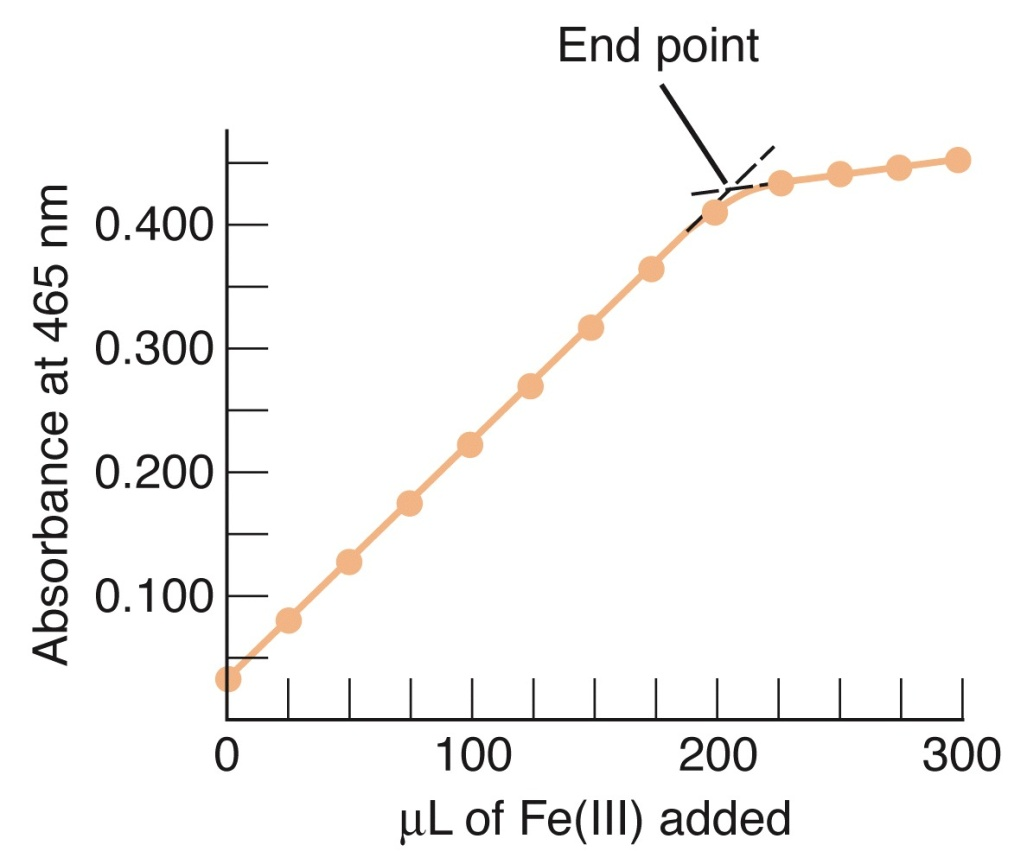 End point
Absorbance at 465 nm
0.400
0.300
0.200
0.100
0 100 200 300
μL of Fe(III) added